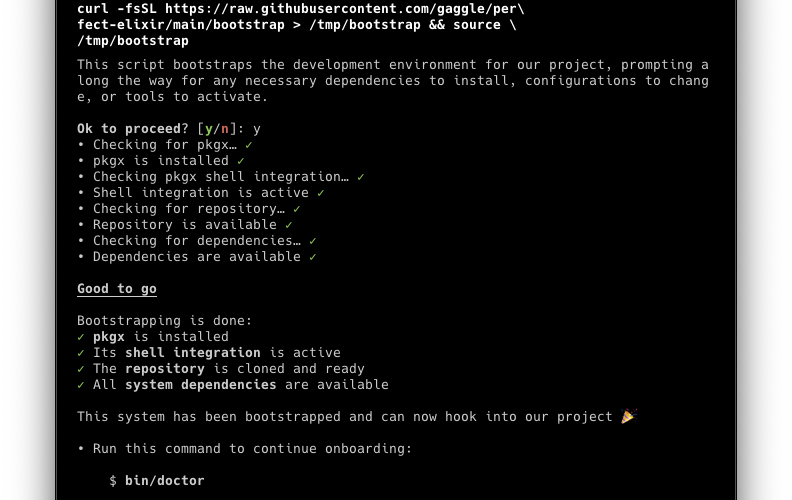 curl -fsSL https://raw.githubusercontent.com/gaggle/per\
fect-elixir/main/bootstrap > /tmp/bootstrap && source \
/tmp/bootstrap
This script bootstraps the development environment for our project, prompting a
long the way for any necessary dependencies to install, configurations to chang
e, or tools to activate.
Ok to proceed? [y/n]: y
• Checking for pkgx… ✓
• pkgx is installed ✓
• Checking pkgx shell integration… ✓
• Shell integration is active ✓
• Checking for repository… ✓
• Repository is available ✓
• Checking for dependencies… ✓
• Dependencies are available ✓
Good to go
Bootstrapping is done:
✓ pkgx is installed
✓ Its shell integration is active
✓ The repository is cloned and ready
✓ All system dependencies are available
This system has been bootstrapped and can now hook into our project 🎉
• Run this command to continue onboarding:
$ bin/doctor